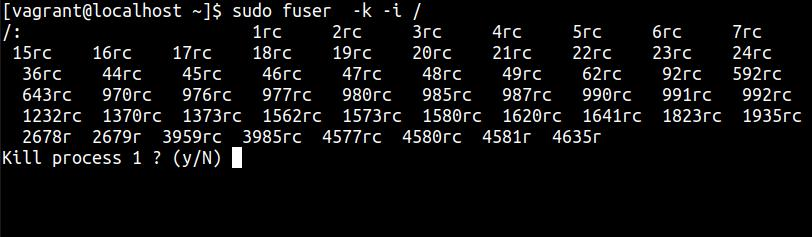 [vagrant@localhost ~]$ sudo fuser  -k -i /
/:                       1rc     2rc     3rc     4rc     5rc     6rc     7rc
 15rc    16rc    17rc    18rc    19rc    20rc    21rc    22rc    23rc    24rc
  36rc    44rc    45rc    46rc    47rc    48rc    49rc    62rc    92rc   592rc
  643rc   970rc   976rc   977rc   980rc   985rc   987rc   990rc   991rc   992rc
  1232rc  1370rc  1373rc  1562rc  1573rc  1580rc  1620rc  1641rc  1823rc  1935rc
  2678r   2679r  3959rc  3985rc  4577rc  4580rc  4581r  4635r
Kill process 1 ? (y/N)